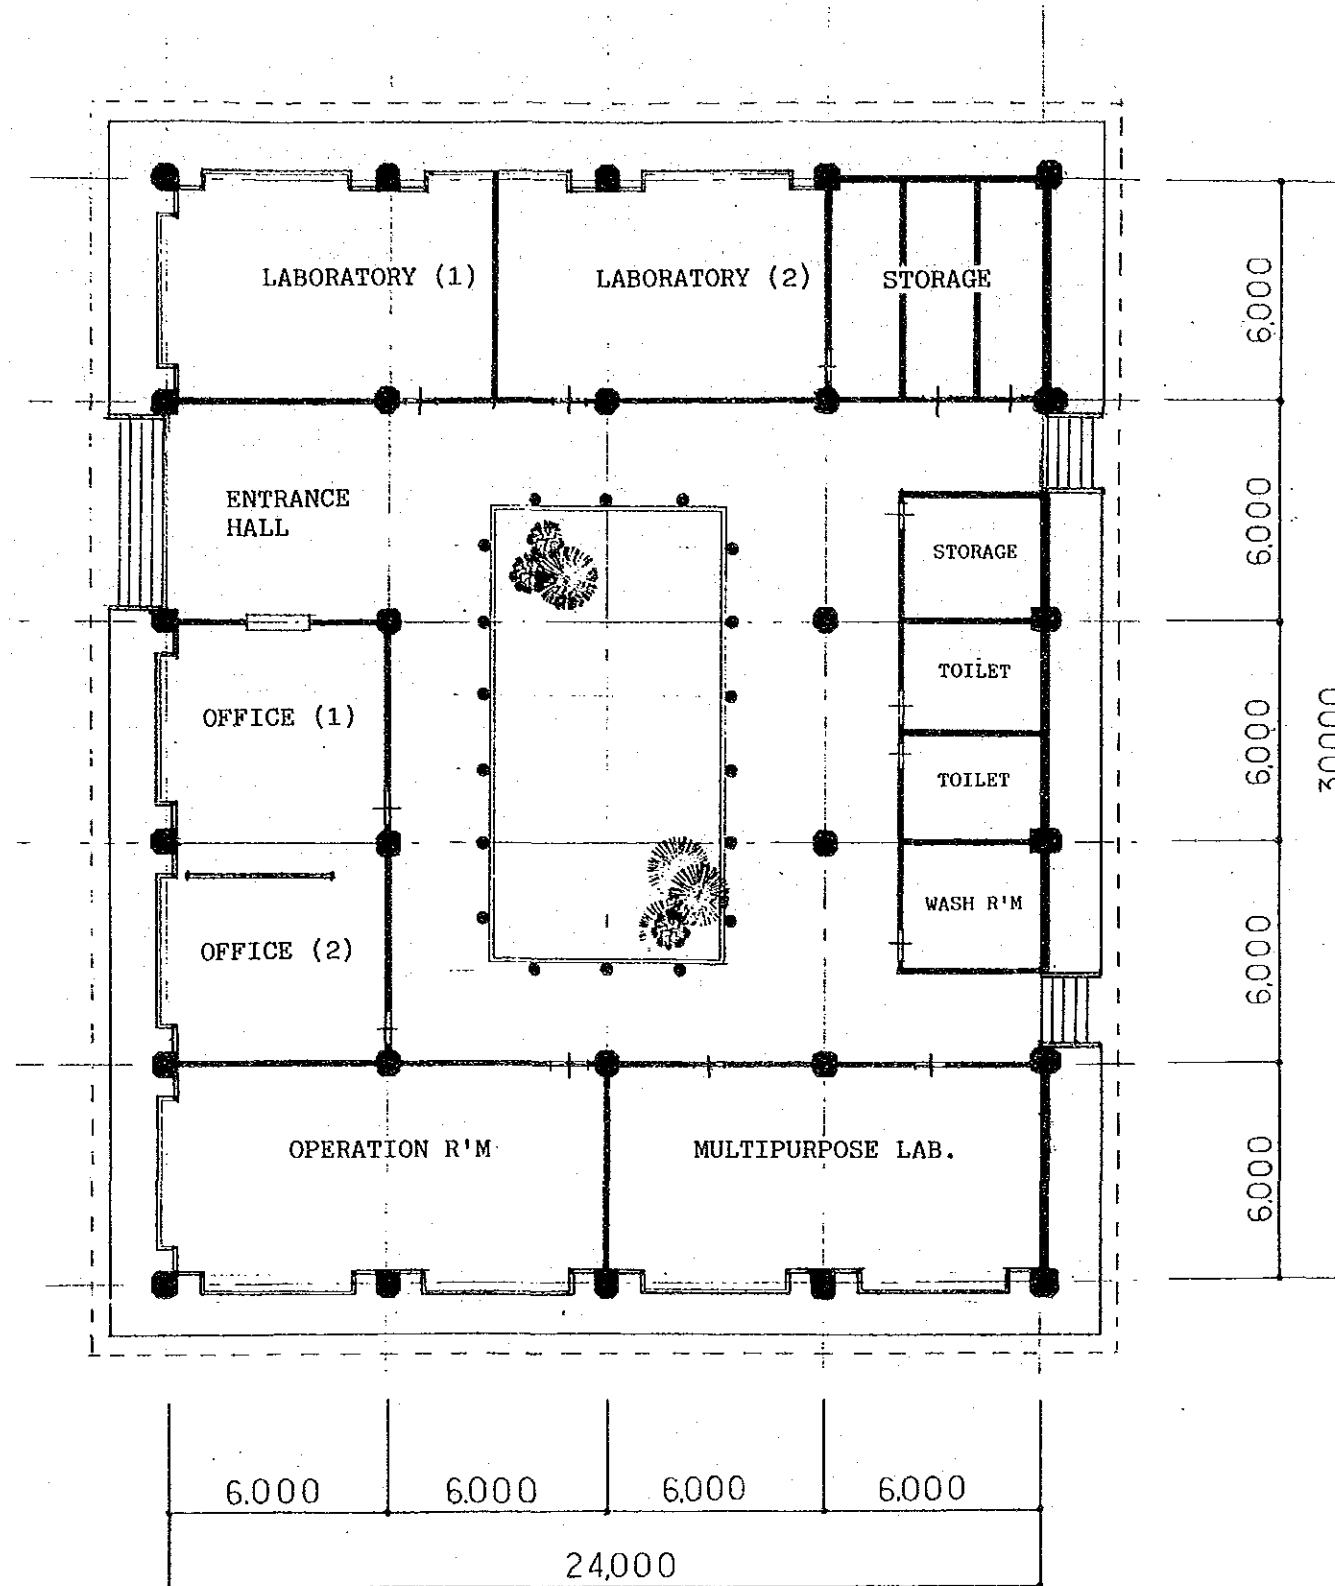 LABORATORY (1)
LABORATORY (2)
STORAGE
6,000
ENTRANCE
HALL
6,000
STORAGE
TOILET
OFFICE (1)
6,000
30,000
TOILET
WASH R'M
OFFICE (2)
6,000
OPERATION R'M
MULTIPURPOSE LAB.
6,000
6.000
6.000
6,000
6,000
24,000